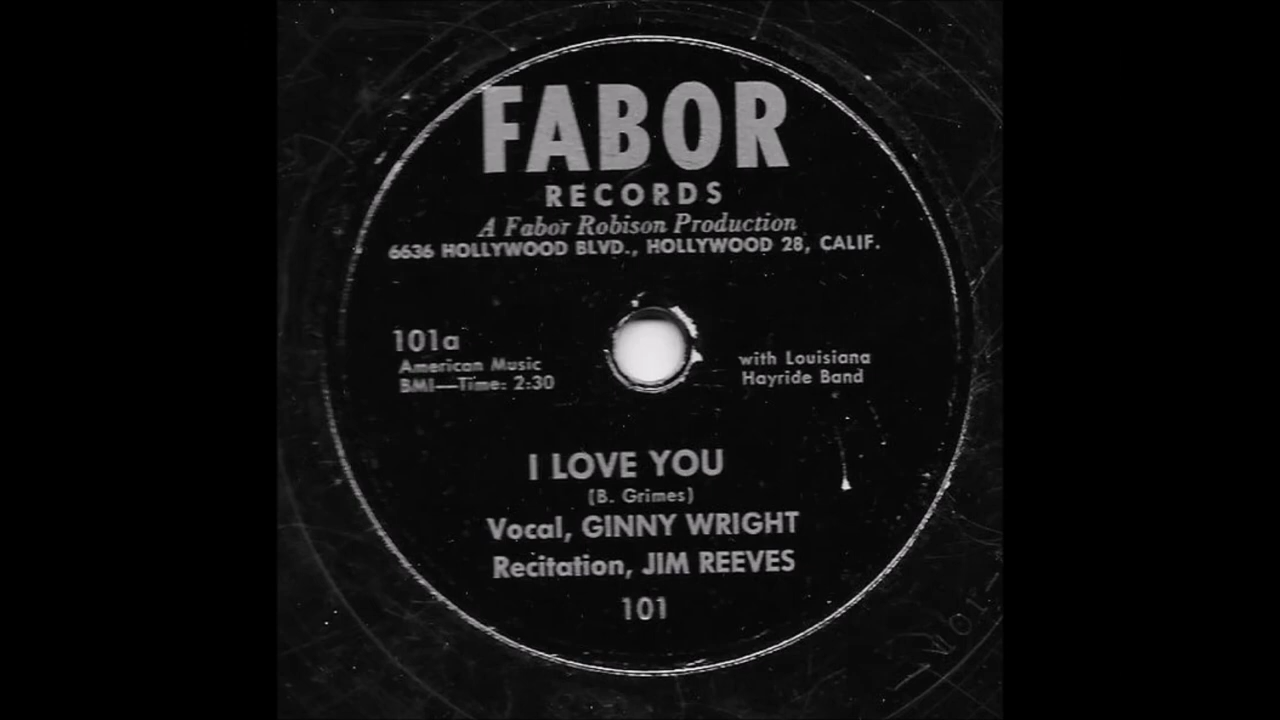 FABOR
RECORDS
A Fabor Robison Production
6636 HOLLYWOOD BLVD., HOLLYWOOD 28, CALIF.
101a
American Music
BMI—Time: 2:30
with Louisiana
Hayride Band
I LOVE YOU
(B. Grimes)
Vocal, GINNY WRIGHT
Recitation, JIM REEVES
101